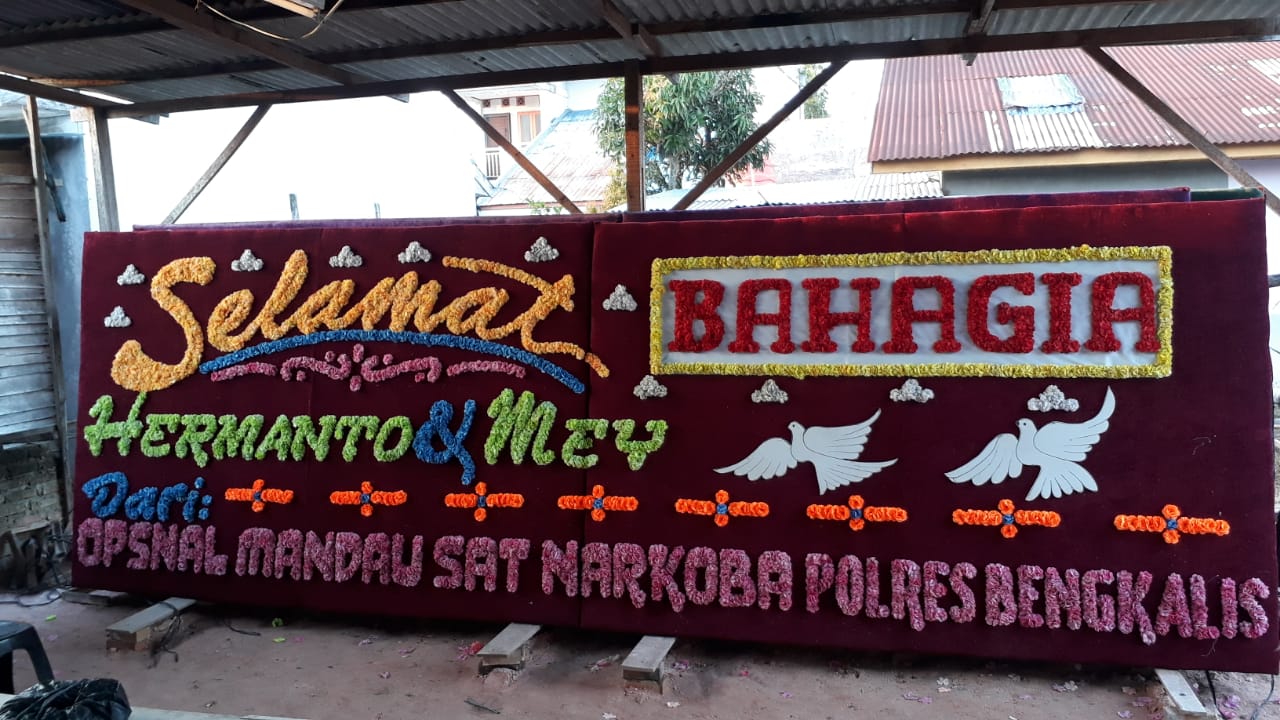 Selamat
BAHAGIA
HERMANTO & MEY
Dari:
OPSNAL MANDAU SAT NARKOBA POLRES BENGKALIS